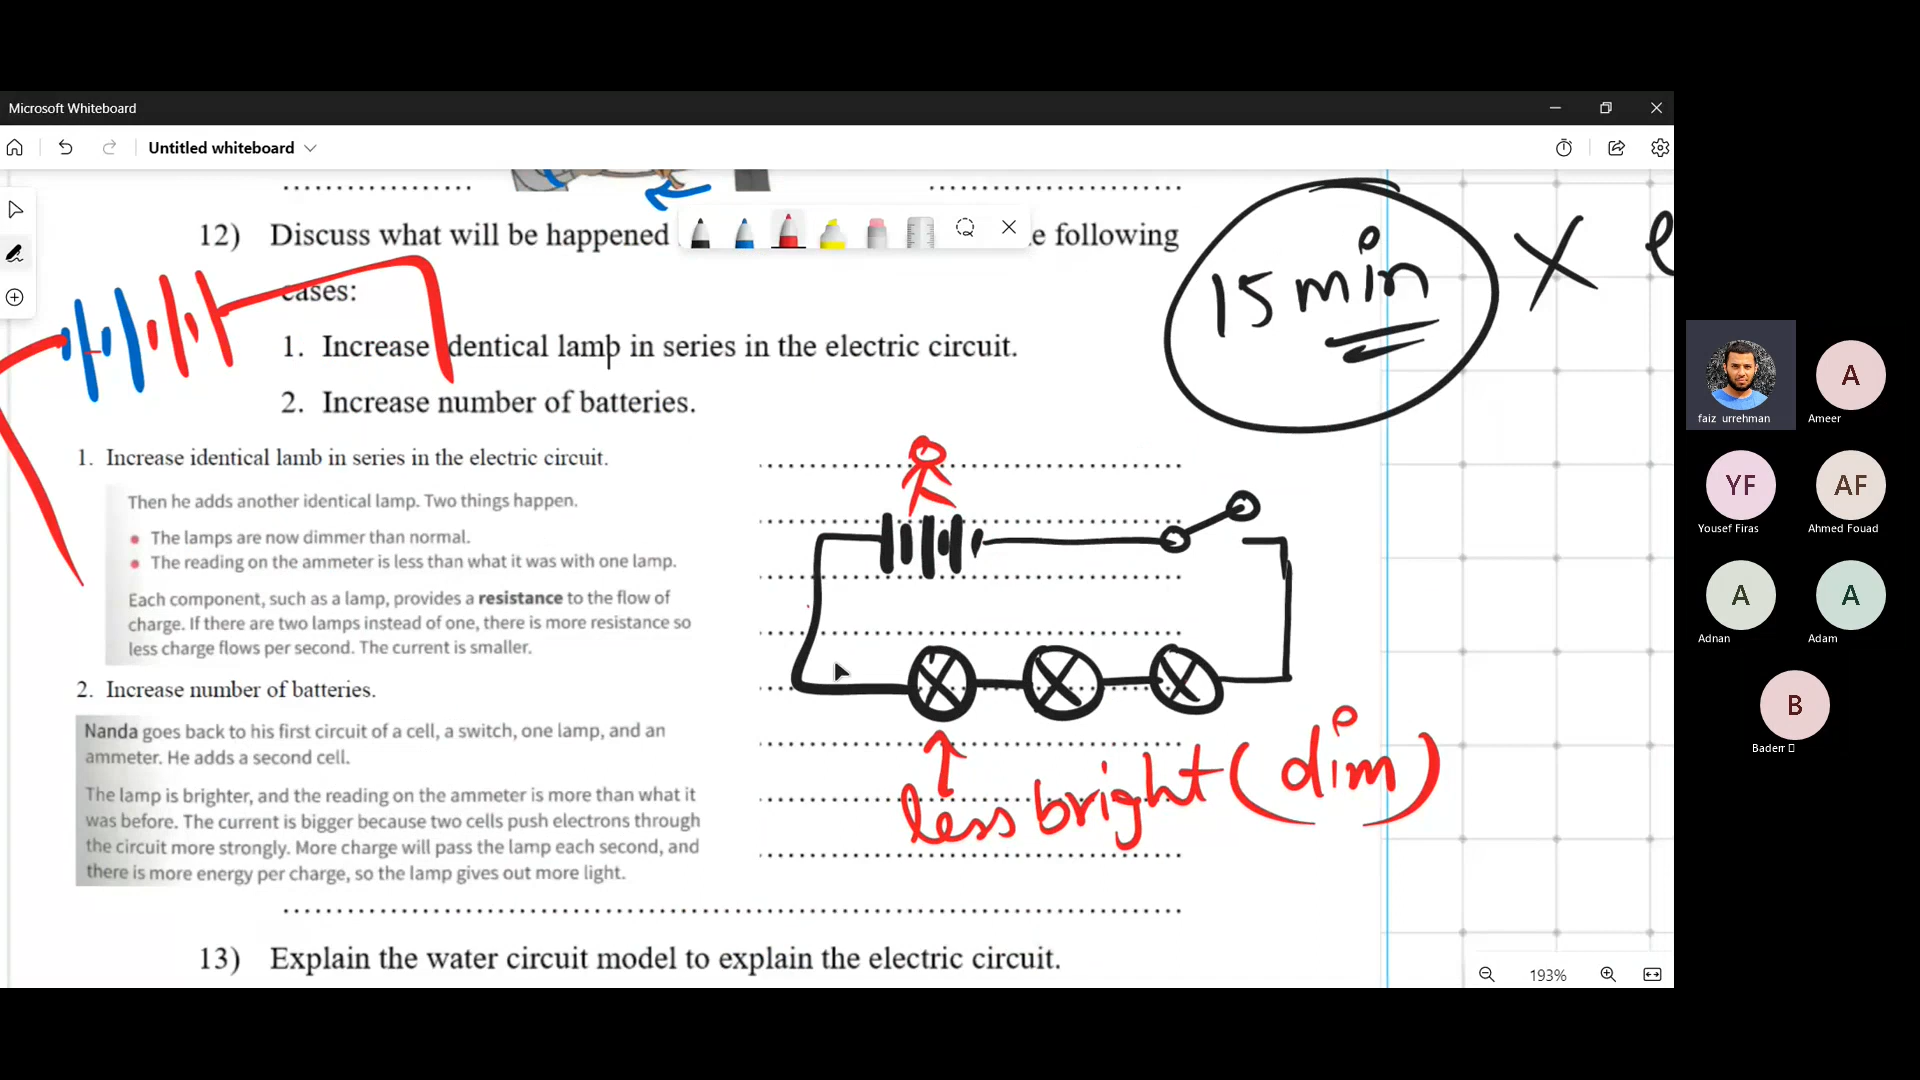 Microsoft Whiteboard
Untitled whiteboard
12) Discuss what will be happened
e following
cases:
15 min
1. Increase identical lamp in series in the electric circuit.
2. Increase number of batteries.
1. Increase identical lamb in series in the electric circuit.
Then he adds another identical lamp. Two things happen.
The lamps are now dimmer than normal.
The reading on the ammeter is less than what it was with one lamp.
Each component, such as a lamp, provides a resistance to the flow of
charge. If there are two lamps instead of one, there is more resistance so
less charge flows per second. The current is smaller.
2. Increase number of batteries.
Nanda goes back to his first circuit of a cell, a switch, one lamp, and an
ammeter. He adds a second cell.
The lamp is brighter, and the reading on the ammeter is more than what it
was before. The current is bigger because two cells push electrons through
the circuit more strongly. More charge will pass the lamp each second, and
there is more energy per charge, so the lamp gives out more light.
less bright (dim)
13) Explain the water circuit model to explain the electric circuit.
193%
faiz urrehman
A
Ameer
YF
Yousef Firas
AF
Ahmed Fouad
A
Adnan
A
Adam
B
Baderr